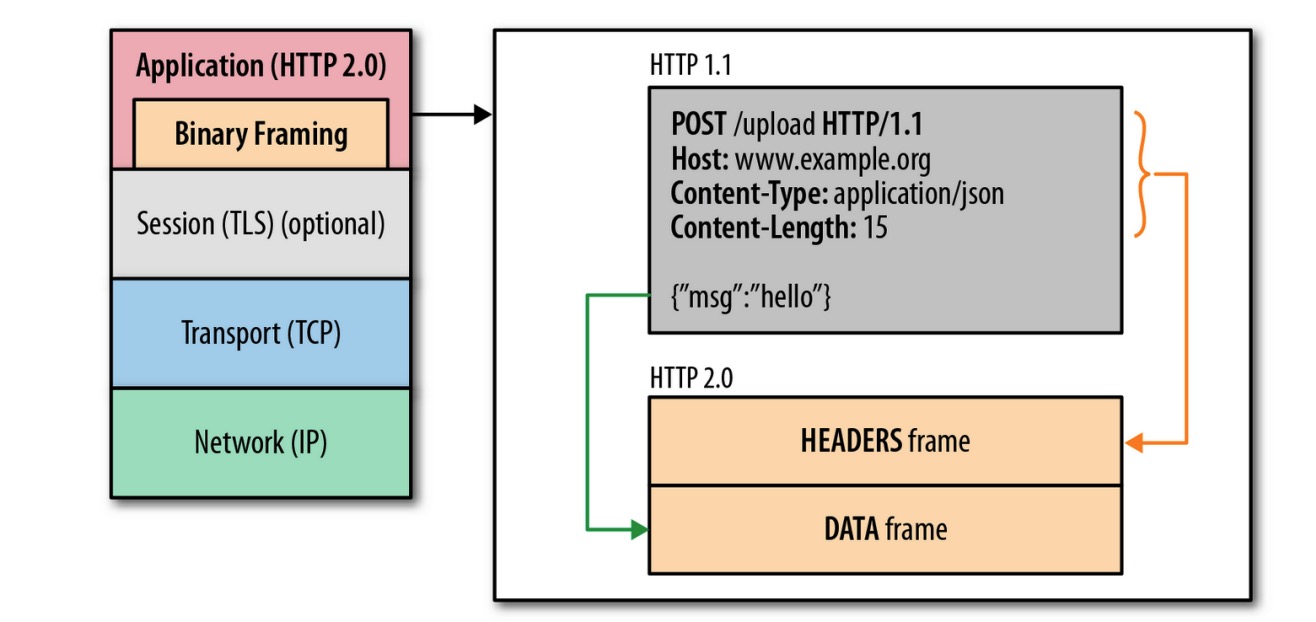 Application (HTTP 2.0)
Binary Framing
Session (TLS) (optional)
Transport (TCP)
Network (IP)
HTTP 1.1
POST /upload HTTP/1.1
Host: www.example.org
Content-Type: application/json
Content-Length: 15
{”msg”:”hello”}
HTTP 2.0
HEADERS frame
DATA frame